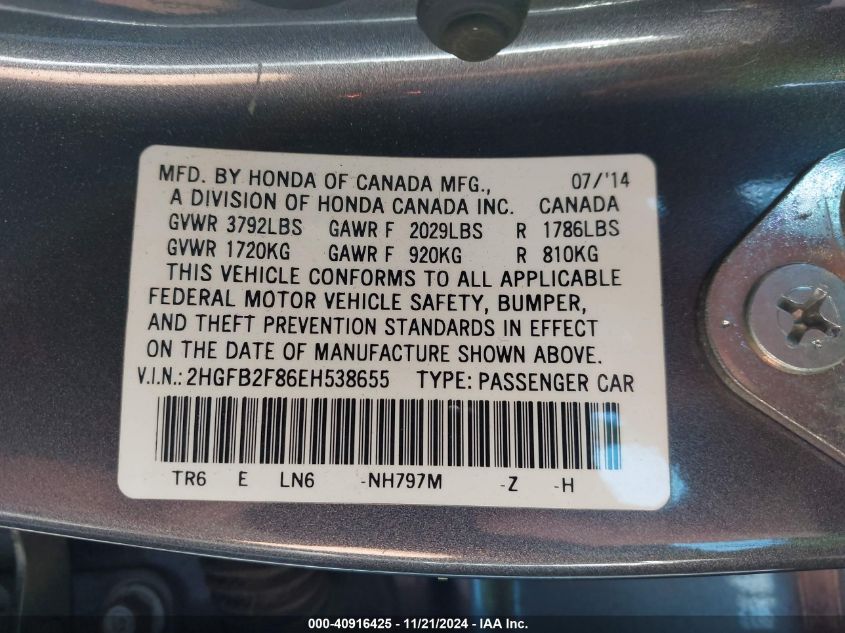 MFD. BY HONDA OF CANADA MFG., 07/'14
A DIVISION OF HONDA CANADA INC. CANADA
GVWR 3792LBS GAWR F 2029LBS R 1786LBS
GVWR 1720KG GAWR F 920KG R 810KG
THIS VEHICLE CONFORMS TO ALL APPLICABLE
FEDERAL MOTOR VEHICLE SAFETY, BUMPER,
AND THEFT PREVENTION STANDARDS IN EFFECT
ON THE DATE OF MANUFACTURE SHOWN ABOVE.
V.I.N.: 2HGFB2F86EH538655 TYPE: PASSENGER CAR
TR6 E LN6 -NH797M -Z -H
000-40916425 - 11/21/2024 - IAA Inc.